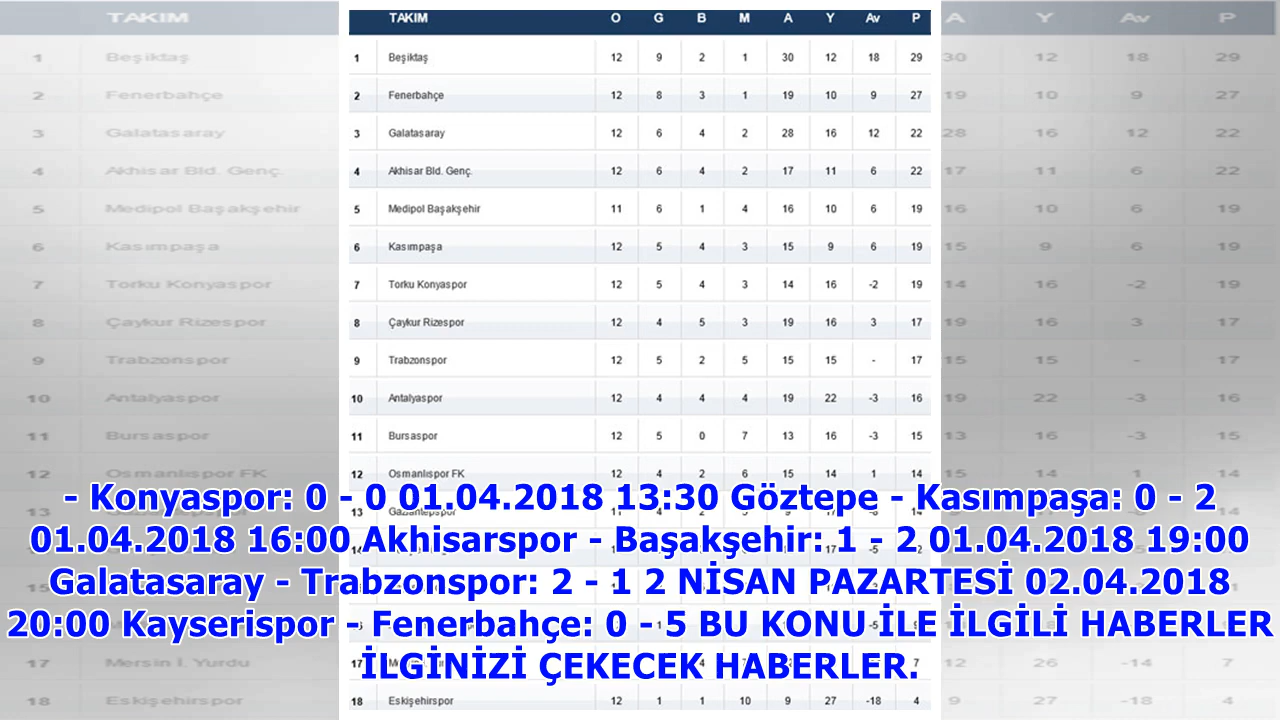 TAKIM O G B M A Y Av P
1 Beşiktaş 12 9 2 1 30 12 18 29
2 Fenerbahçe 12 8 3 1 19 10 9 27
3 Galatasaray 12 6 4 2 28 16 12 22
4 Akhisar Bld. Genç. 12 6 4 2 17 11 6 22
5 Medipol Başakşehir 11 6 1 4 16 10 6 19
6 Kasımpaşa 12 5 4 3 15 9 6 19
7 Torku Konyaspor 12 5 4 3 14 16 -2 19
8 Çaykur Rizespor 12 4 5 3 19 16 3 17
9 Trabzonspor 12 5 2 5 15 15 - 17
10 Antalyaspor 12 4 4 4 19 22 -3 16
11 Bursaspor 12 5 0 7 13 16 -3 15
12 Osmanlıspor FK 12 4 2 6 15 14 1 14
- Konyaspor: 0 - 0 01.04.2018 13:30 Göztepe - Kasımpaşa: 0 - 2
13 Gaziantepspor 14
01.04.2018 16:00 Akhisarspor - Başakşehir: 1 - 2 01.04.2018 19:00
Galatasaray - Trabzonspor: 2 - 1 2 NİSAN PAZARTESİ 02.04.2018
20:00 Kayserispor - Fenerbahçe: 0 - 5 BU KONU İLE İLGİLİ HABERLER
İLGİNİZİ ÇEKECEK HABERLER.
17 Mersin İ. Yurdu 12 26 -14 7
18 Eskişehirspor 12 1 1 10 9 27 -18 4